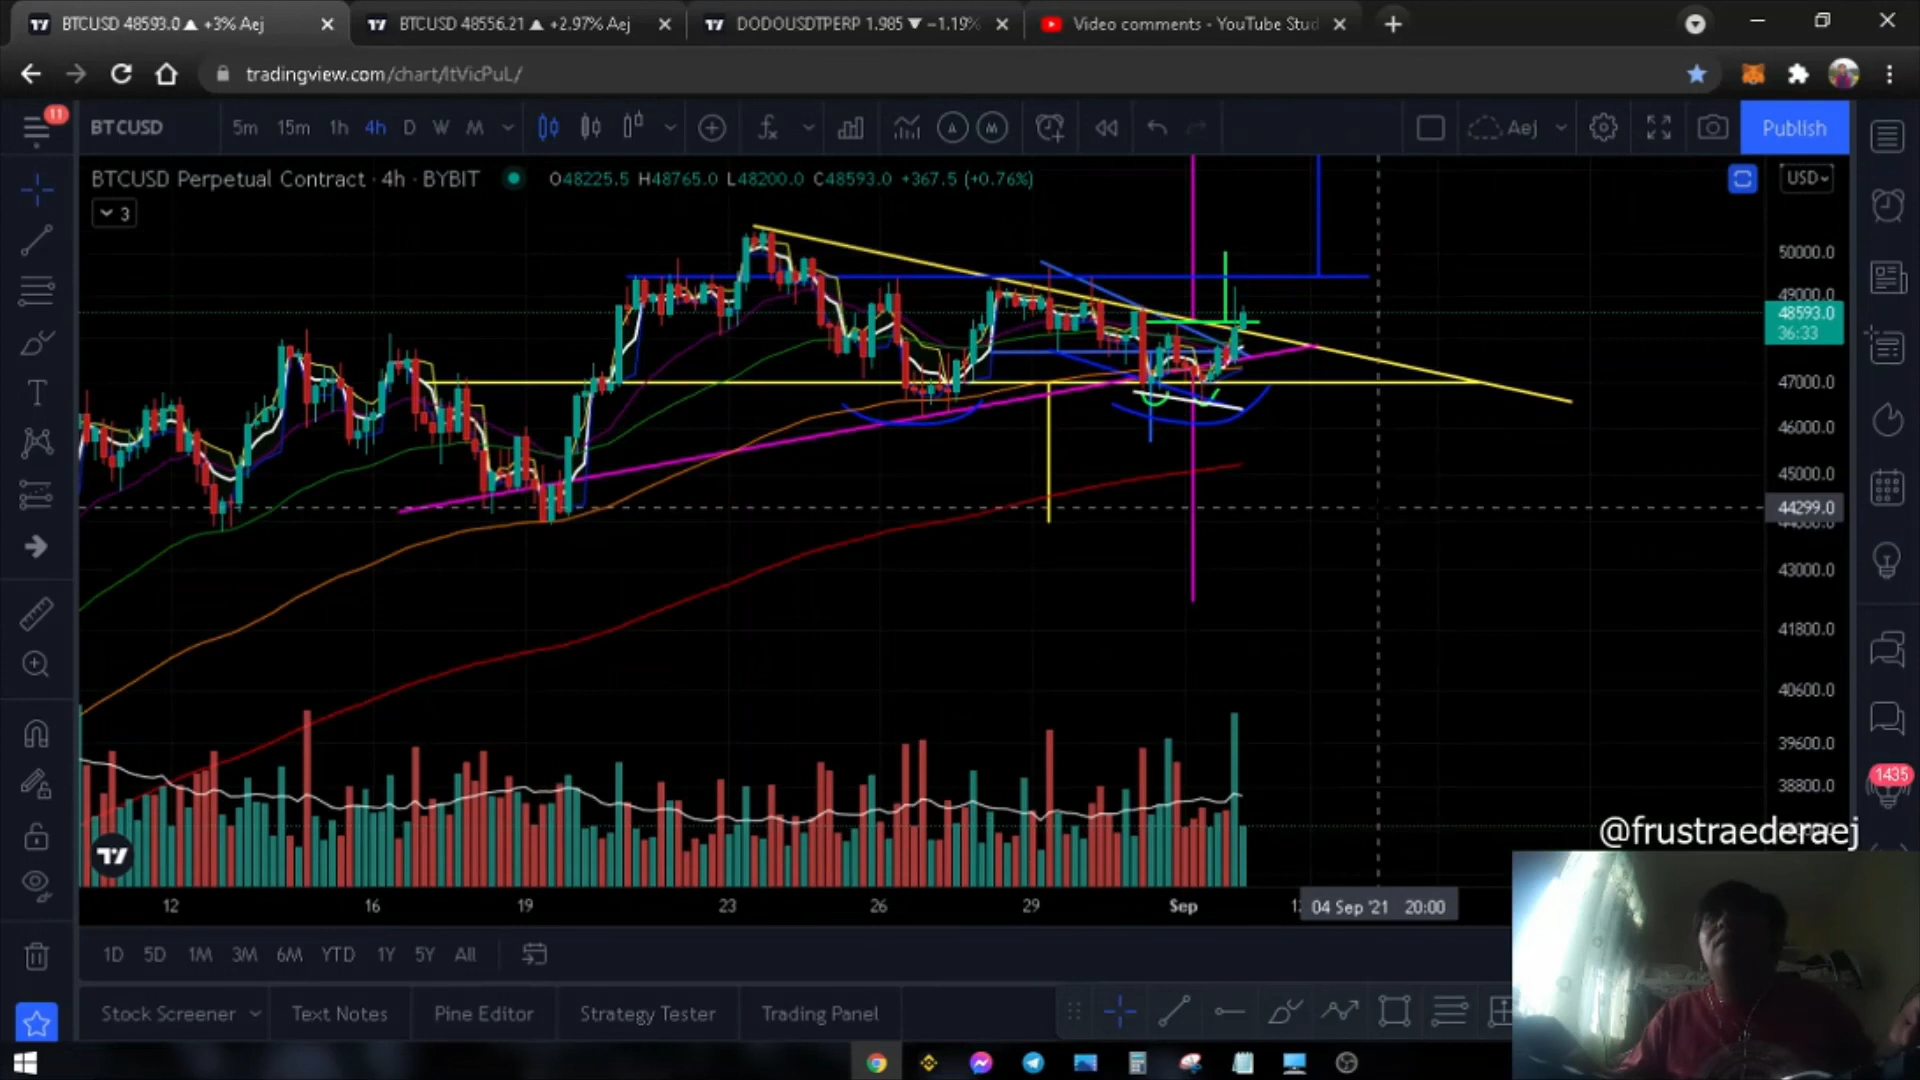 BTCUSD 48593.0 ▲ +3% Aej
BTCUSD 48556.21 ▲ +2.97% Aej
DODOUSDTPERP 1.985 ▼ −1.19%
Video comments - YouTube Stud
tradingview.com/chart/ltVicPuL/
11
BTCUSD
5m 15m 1h 4h D W M
A M
Aej
Publish
BTCUSD Perpetual Contract · 4h · BYBIT
O48225.5 H48765.0 L48200.0 C48593.0 +367.5 (+0.76%)
USD
3
50000.0
49000.0
48593.0
36:33
47000.0
46000.0
45000.0
44299.0
43000.0
41800.0
40600.0
39600.0
38800.0
1435
@frustraederaej
12 16 19 23 26 29 Sep
04 Sep '21 20:00
1D 5D 1M 3M 6M YTD 1Y 5Y All
Stock Screener Text Notes Pine Editor Strategy Tester Trading Panel